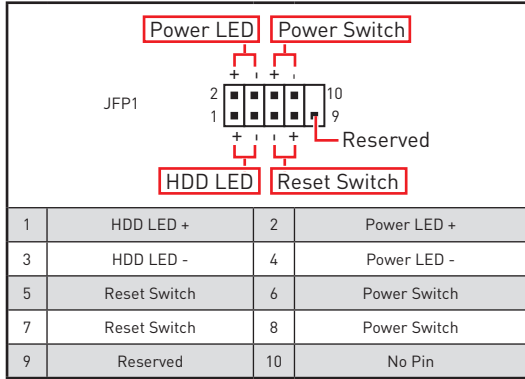 Power LED Power Switch
+ - + -
JFP1
2 10
1 9
+ - - +
Reserved
HDD LED Reset Switch
1 HDD LED + 2 Power LED +
3 HDD LED - 4 Power LED -
5 Reset Switch 6 Power Switch
7 Reset Switch 8 Power Switch
9 Reserved 10 No Pin